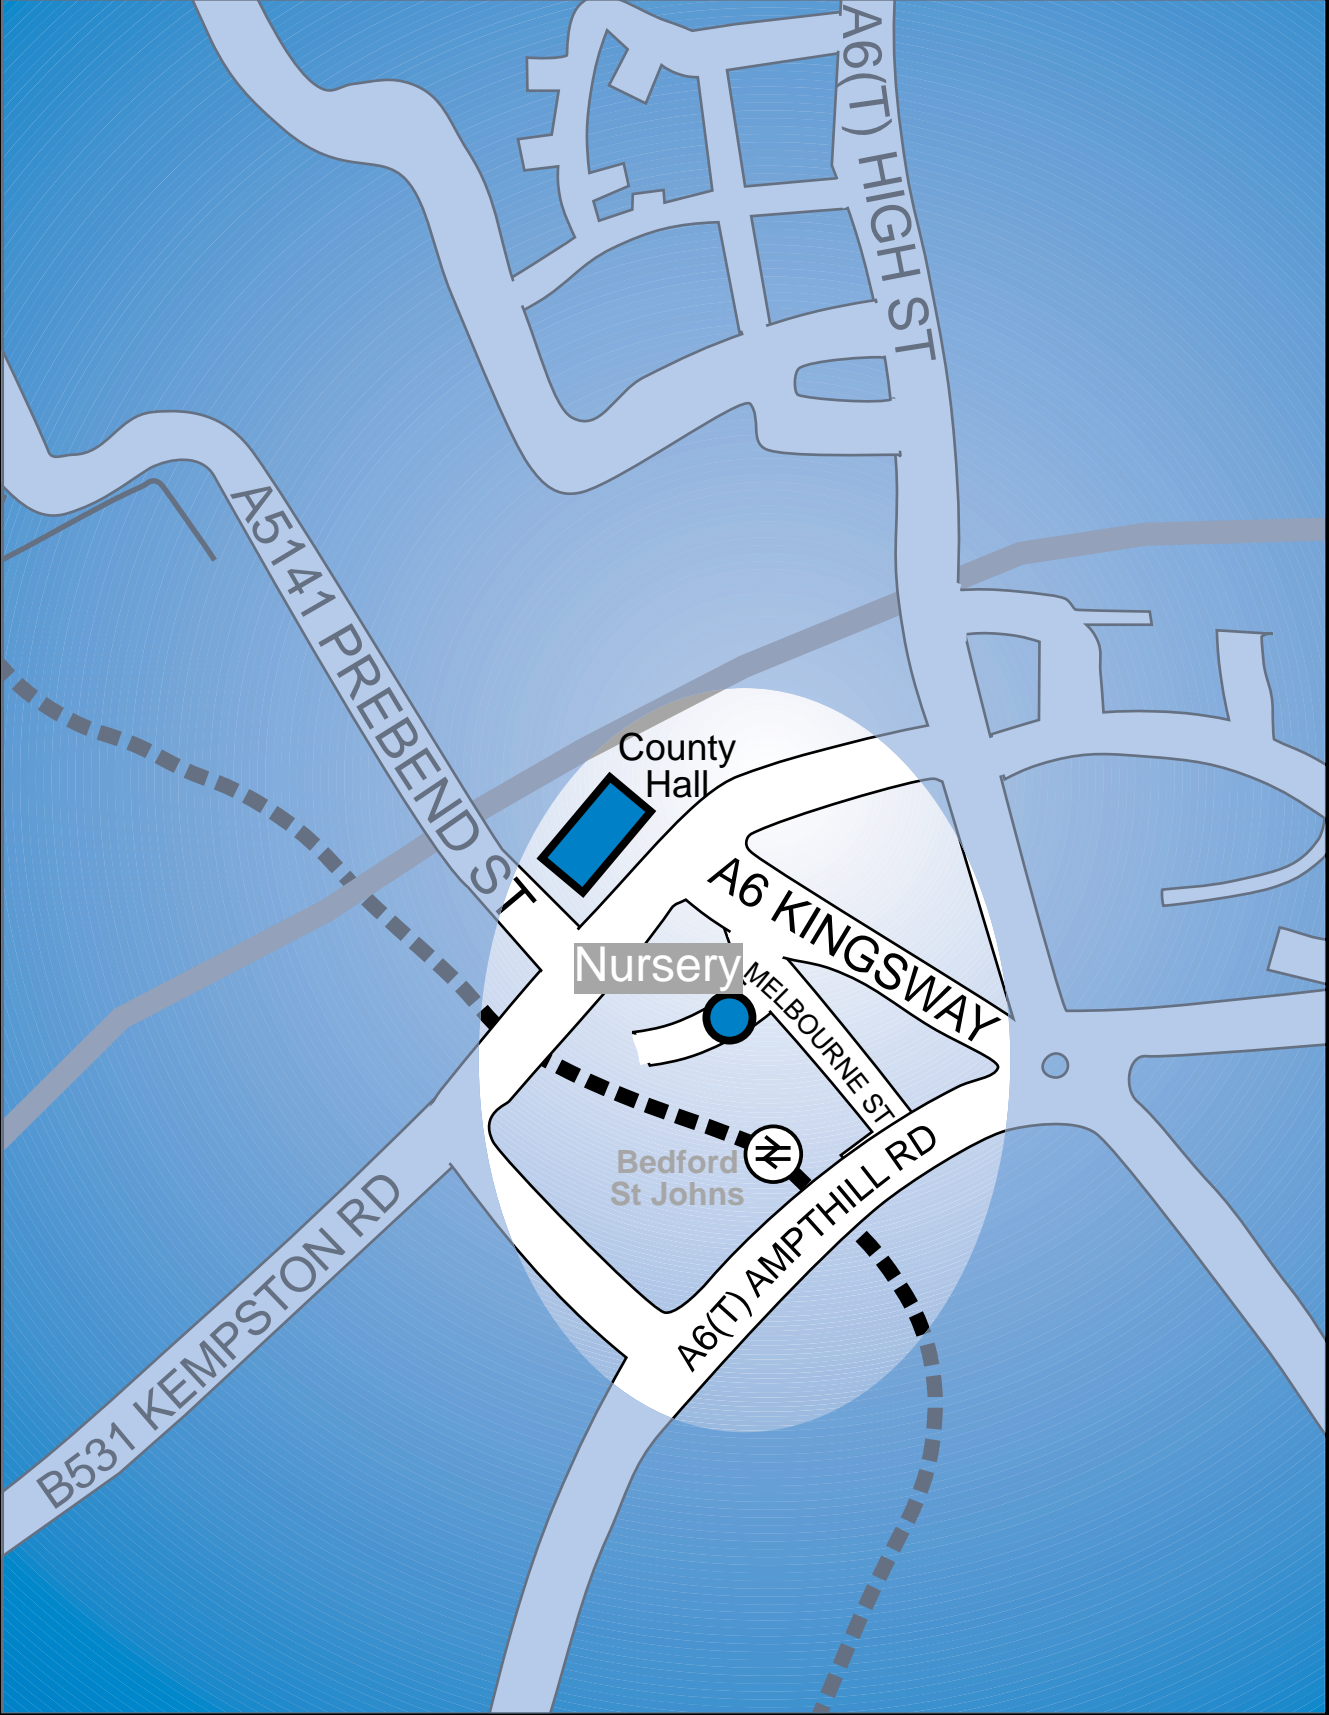 A6(T) HIGH ST
A5141 PREBEND ST
County
Hall
A6 KINGSWAY
Nursery
MELBOURNE ST
Bedford
St Johns
A6(T) AMPTHILL RD
B531 KEMPSTON RD